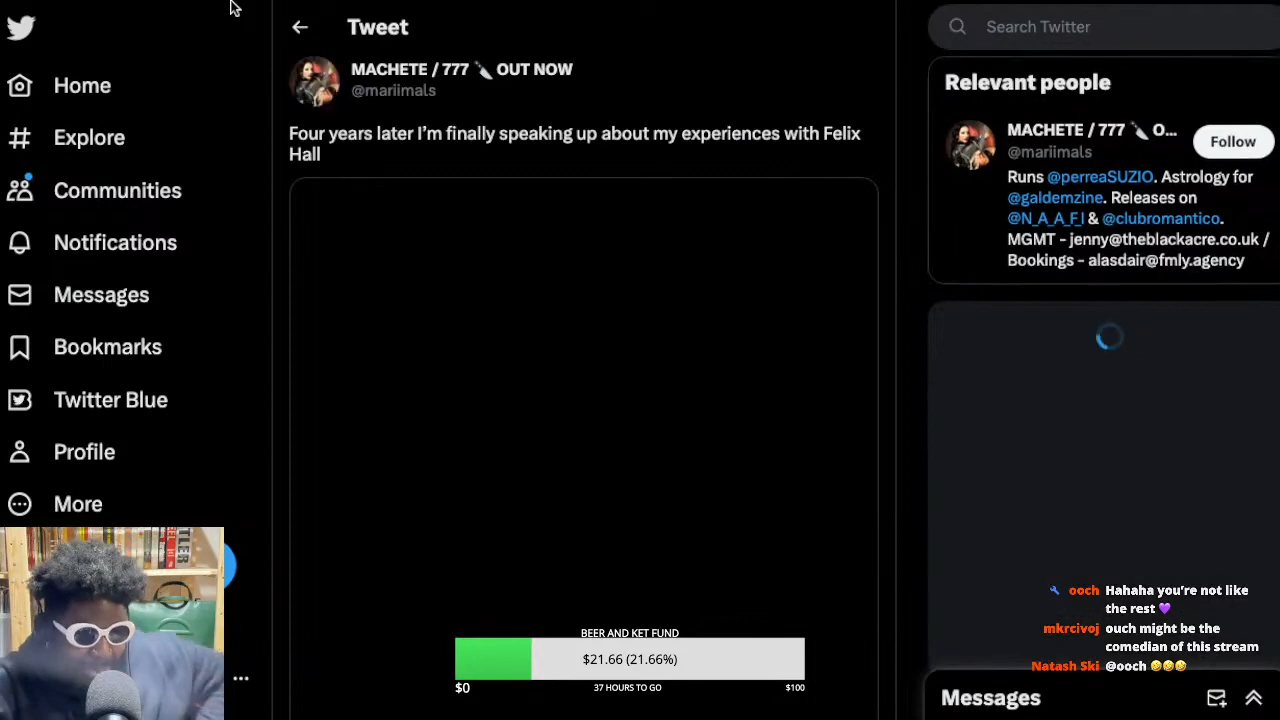 Home
Explore
Communities
Notifications
Messages
Bookmarks
Twitter Blue
Profile
More
Tweet
MACHETE / 777 🔪 OUT NOW
@mariimals
Four years later I’m finally speaking up about my experiences with Felix
Hall
BEER AND KET FUND
$21.66 (21.66%)
$0
37 HOURS TO GO
$100
Search Twitter
Relevant people
MACHETE / 777 🔪 O...
@mariimals
Follow
Runs @perreaSUZIO. Astrology for
@galdemzine. Releases on
@N_A_A_F_I & @clubromantico.
MGMT - jenny@theblackacre.co.uk /
Bookings - alasdair@fmly.agency
ooch Hahaha you’re not like
the rest 💜
mkrcivoj ouch might be the
comedian of this stream
Natash Ski @ooch 🤣🤣🤣
Messages